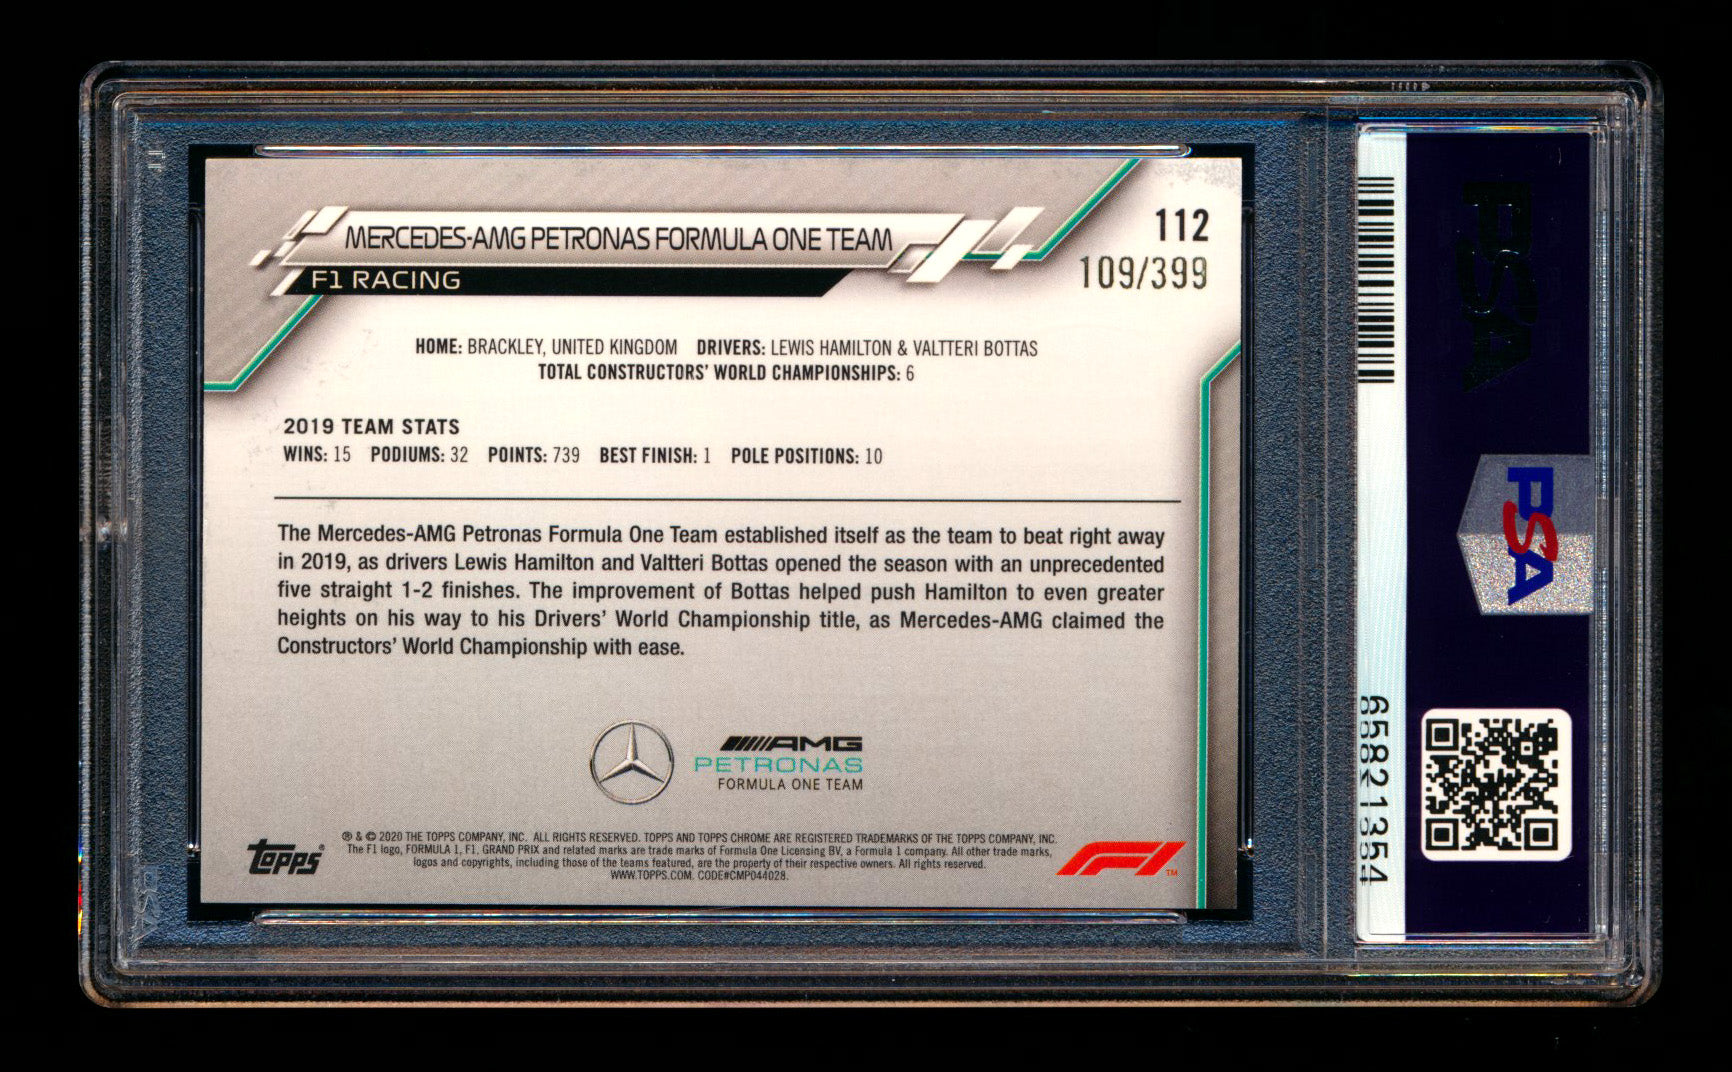 MERCEDES-AMG PETRONAS FORMULA ONE TEAM
F1 RACING
112
109/399
HOME: BRACKLEY, UNITED KINGDOM DRIVERS: LEWIS HAMILTON & VALTTERI BOTTAS
TOTAL CONSTRUCTORS' WORLD CHAMPIONSHIPS: 6
2019 TEAM STATS
WINS: 15 PODIUMS: 32 POINTS: 739 BEST FINISH: 1 POLE POSITIONS: 10
The Mercedes-AMG Petronas Formula One Team established itself as the team to beat right away
in 2019, as drivers Lewis Hamilton and Valtteri Bottas opened the season with an unprecedented
five straight 1-2 finishes. The improvement of Bottas helped push Hamilton to even greater
heights on his way to his Drivers' World Championship title, as Mercedes-AMG claimed the
Constructors' World Championship with ease.
AMG
PETRONAS
FORMULA ONE TEAM
topps
® & © 2020 THE TOPPS COMPANY, INC. ALL RIGHTS RESERVED. TOPPS AND TOPPS CHROME ARE REGISTERED TRADEMARKS OF THE TOPPS COMPANY, INC.
The F1 logo, FORMULA 1, F1, GRAND PRIX and related marks are trade marks of Formula One Licensing BV, a Formula 1 company. All other trade marks,
logos and copyrights, including those of the teams featured, are the property of their respective owners. All rights reserved.
WWW.TOPPS.COM. CODE#CMP044028.
F1 ™
PSA
PSA
65821354